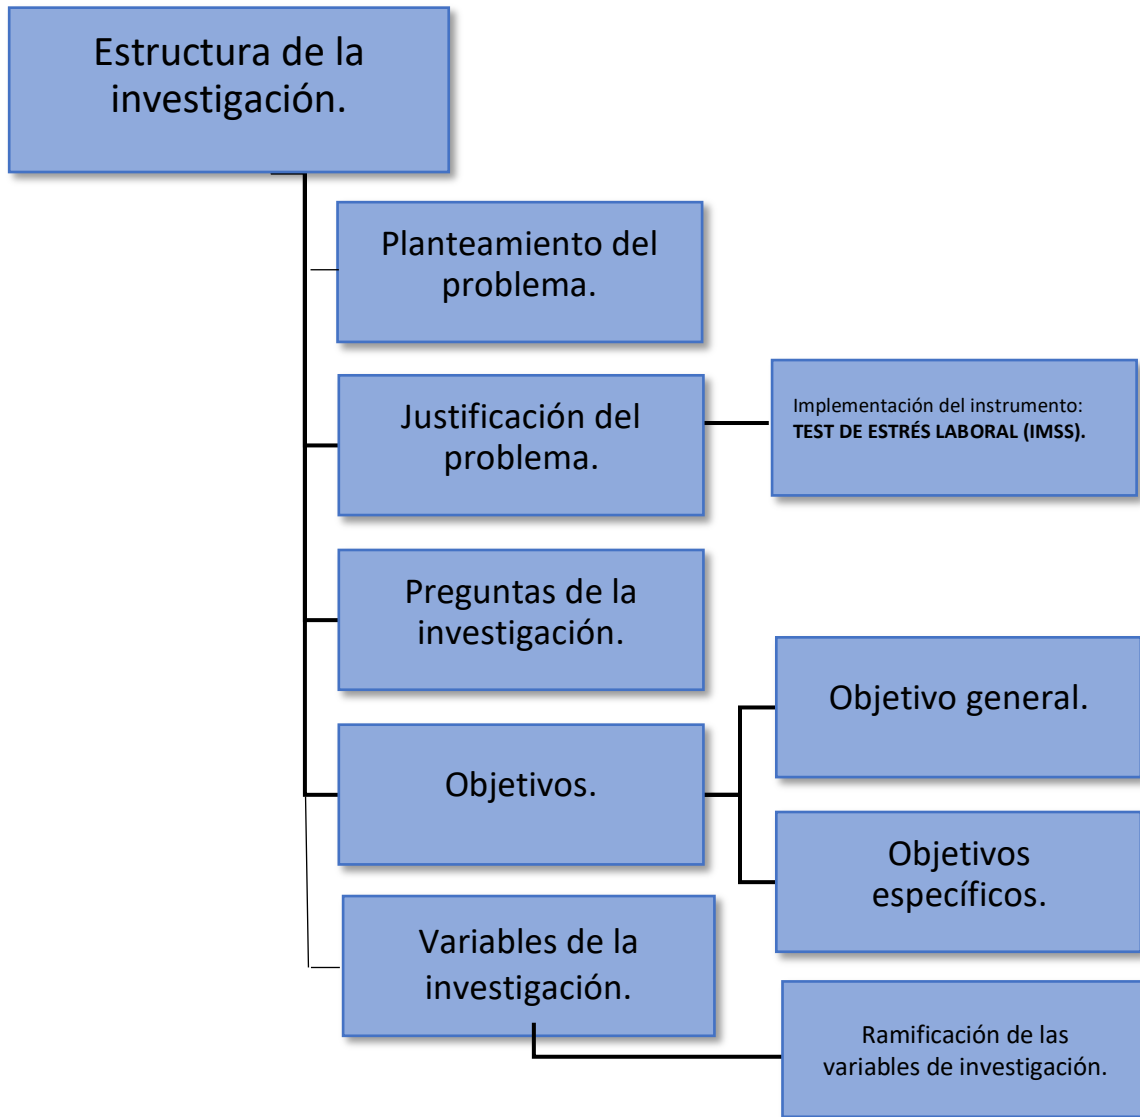 Estructura de la
investigación.
Planteamiento del
problema.
Justificación del
problema.
Implementación del instrumento:
TEST DE ESTRÉS LABORAL (IMSS).
Preguntas de la
investigación.
Objetivos.
Objetivo general.
Objetivos
específicos.
Variables de la
investigación.
Ramificación de las
variables de investigación.